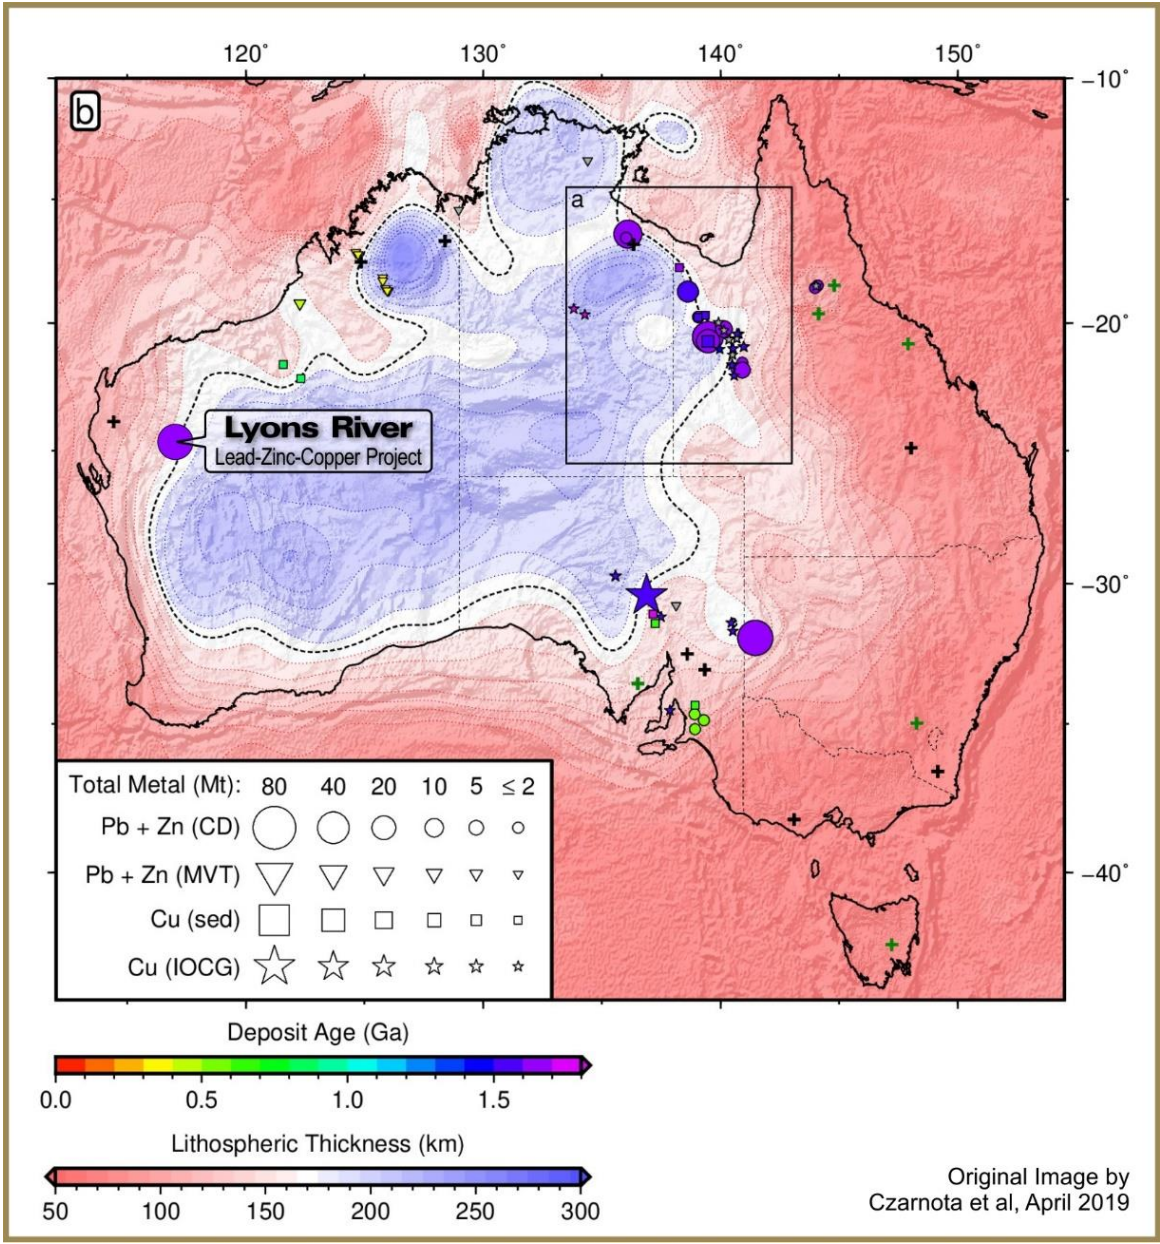 120° 130° 140° 150°
b
-10°
a
-20°
Lyons River
Lead-Zinc-Copper Project
-30°
-40°
Total Metal (Mt): 80 40 20 10 5 ≤ 2
Pb + Zn (CD)
Pb + Zn (MVT)
Cu (sed)
Cu (IOCG)
Deposit Age (Ga)
0.0 0.5 1.0 1.5
Lithospheric Thickness (km)
50 100 150 200 250 300
Original Image by
Czarnota et al, April 2019